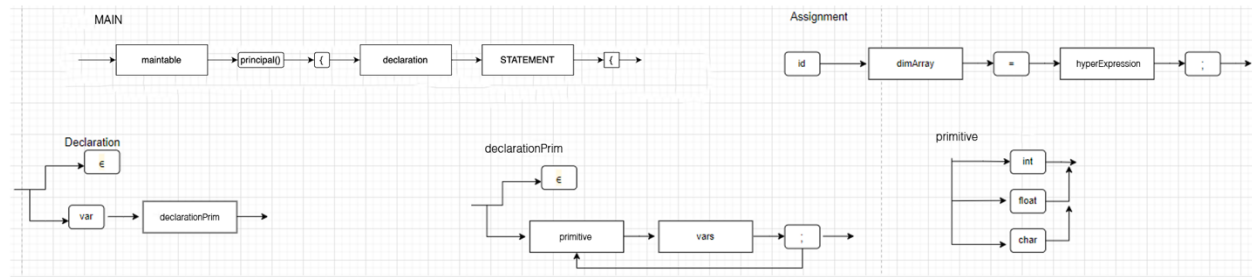 MAIN
maintable
principal()
{
declaration
STATEMENT
{
Assignment
id
dimArray
=
hyperExpression
;
Declaration
ϵ
var
declarationPrim
declarationPrim
ϵ
primitive
vars
;
primitive
int
float
char